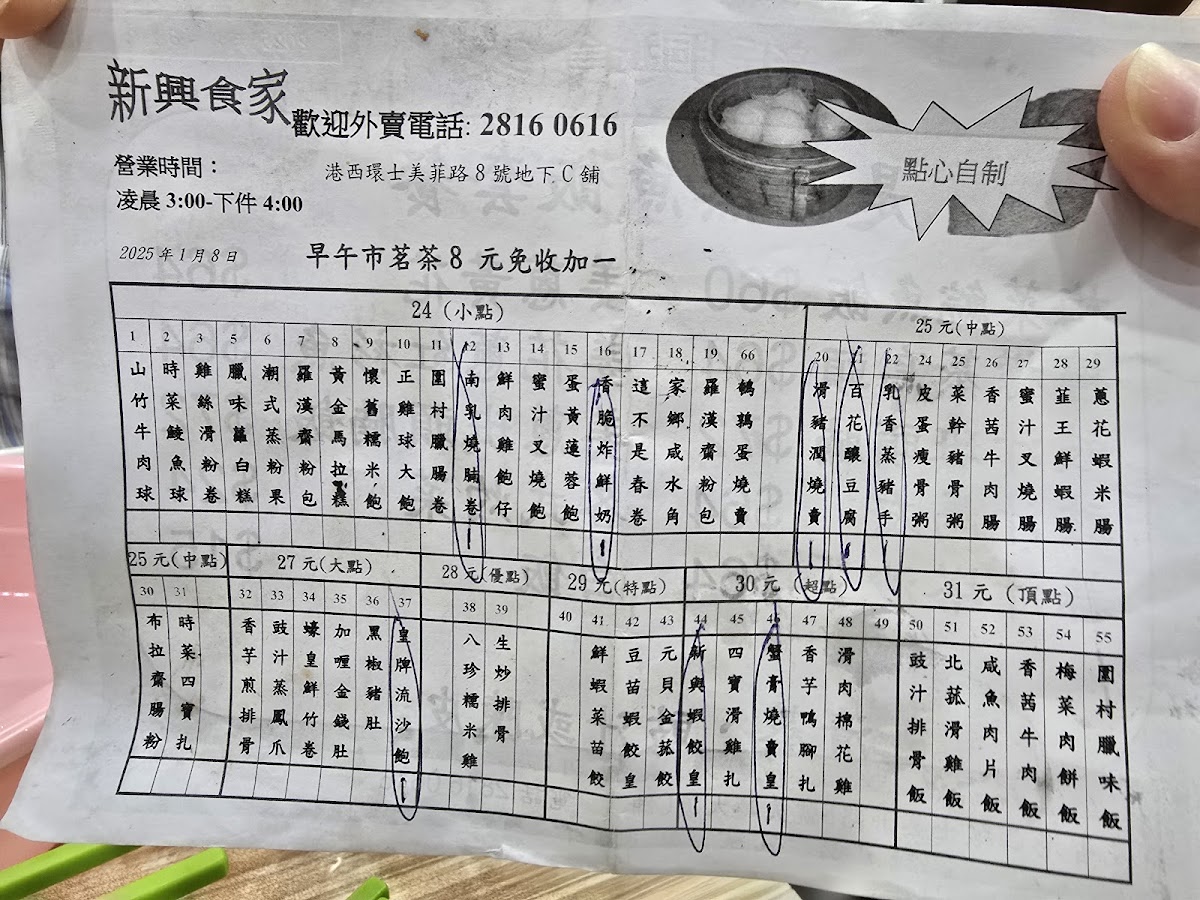 新興食家
歡迎外賣電話: 2816 0616
營業時間：
港西環士美菲路 8 號地下 C 舖
凌晨 3:00-下件 4:00
點心自制
2025 年 1 月 8 日
早午市茗茶 8 元免收加一
24 (小點)
1 山竹牛肉球
2 時菜鯪魚球
3 雞絲滑粉卷
5 臘味蘿白糕
6 潮式蒸粉果
7 羅漢齋粉包
8 黃金馬拉糕
9 懷舊糯米飽
10 正雞球大飽
11 圍村臘腸卷
12 南乳燒腩卷 1
13 鮮肉雞飽仔
14 蜜汁叉燒飽
15 蛋黃蓮蓉飽
16 香脆炸鮮奶 1
17 這不是春卷
18 家鄉咸水角
19 羅漢齋粉包
66 鵪鶉蛋燒賣
25 元(中點)
20 滑豬潤燒賣 1
21 百花釀豆腐 1
22 乳香蒸豬手 1
24 皮蛋瘦骨粥
25 菜幹豬骨粥
26 香茜牛肉腸
27 蜜汁叉燒腸
28 韮王鮮蝦腸
29 蔥花蝦米腸
25 元(中點)
30 布拉齋腸粉
31 時菜四寶扎
27 元(大點)
32 香芋煎排骨
33 豉汁蒸鳳爪
34 蠔皇鮮竹卷
35 加喱金錢肚
36 黑椒豬肚
37 皇牌流沙飽 1
28 元(優點)
38 八珍糯米雞
39 生炒排骨
29 元(特點)
40
41 鮮蝦菜苗餃
42 豆苗蝦餃皇
43 元貝金菰餃
30 元 (超點)
44 新興蝦餃皇 1
45 四寶滑雞扎
46 蟹膏燒賣皇 1
47 香芋鴨腳扎
48 滑肉棉花雞
49
31 元 (頂點)
50 豉汁排骨飯
51 北菰滑雞飯
52 咸魚肉片飯
53 香茜牛肉飯
54 梅菜肉餅飯
55 圍村臘味飯